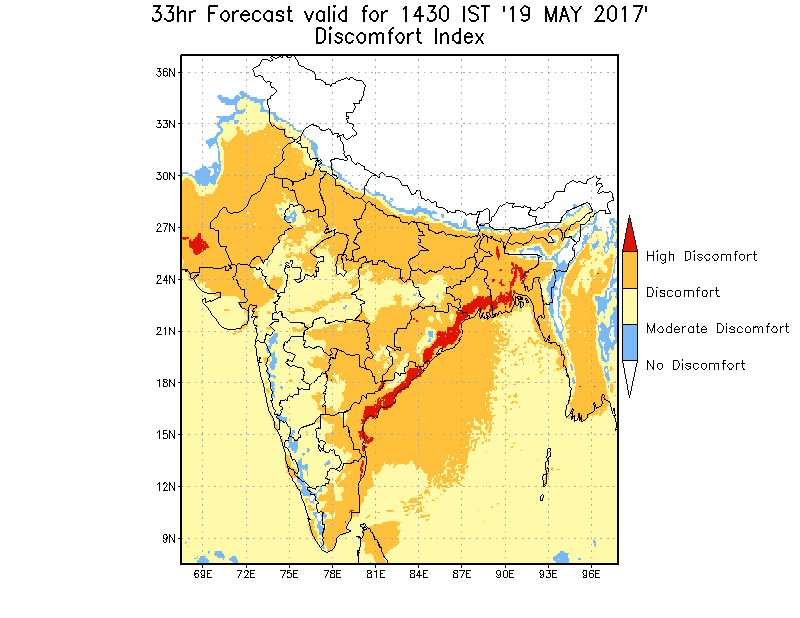 33hr Forecast valid for 1430 IST '19 MAY 2017'
Discomfort Index
36N
33N
30N
27N
24N
21N
18N
15N
12N
9N
69E 72E 75E 78E 81E 84E 87E 90E 93E 96E
High Discomfort
Discomfort
Moderate Discomfort
No Discomfort